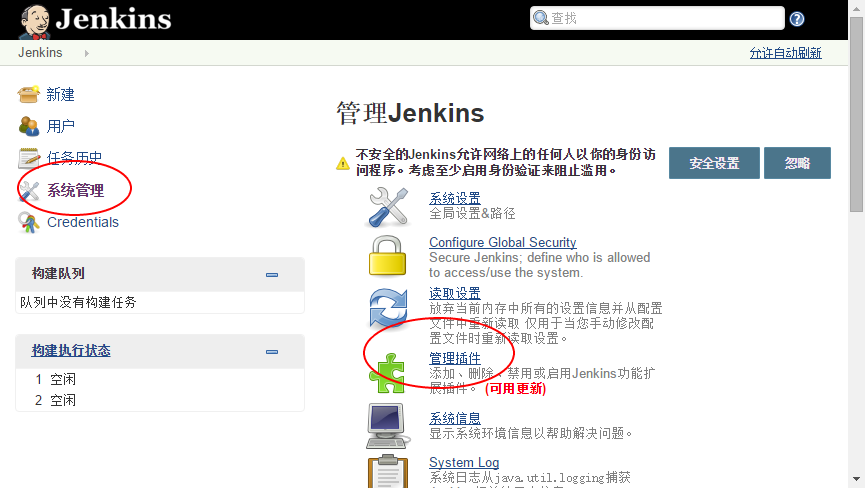 Jenkins
查找
Jenkins
允许自动刷新
新建
用户
任务历史
系统管理
Credentials
构建队列
队列中没有构建任务
构建执行状态
1 空闲
2 空闲
管理Jenkins
不安全的Jenkins允许网络上的任何人以你的身份访
问程序。考虑至少启用身份验证来阻止滥用。
安全设置
忽略
系统设置
全局设置&路径
Configure Global Security
Secure Jenkins; define who is allowed
to access/use the system.
读取设置
放弃当前内存中所有的设置信息并从配置
文件中重新读取 仅用于当您手动修改配
置文件时重新读取设置。
管理插件
添加、删除、禁用或启用Jenkins功能扩
展插件。 (可用更新)
系统信息
显示系统环境信息以帮助解决问题。
System Log
系统日志从java.util.logging捕获